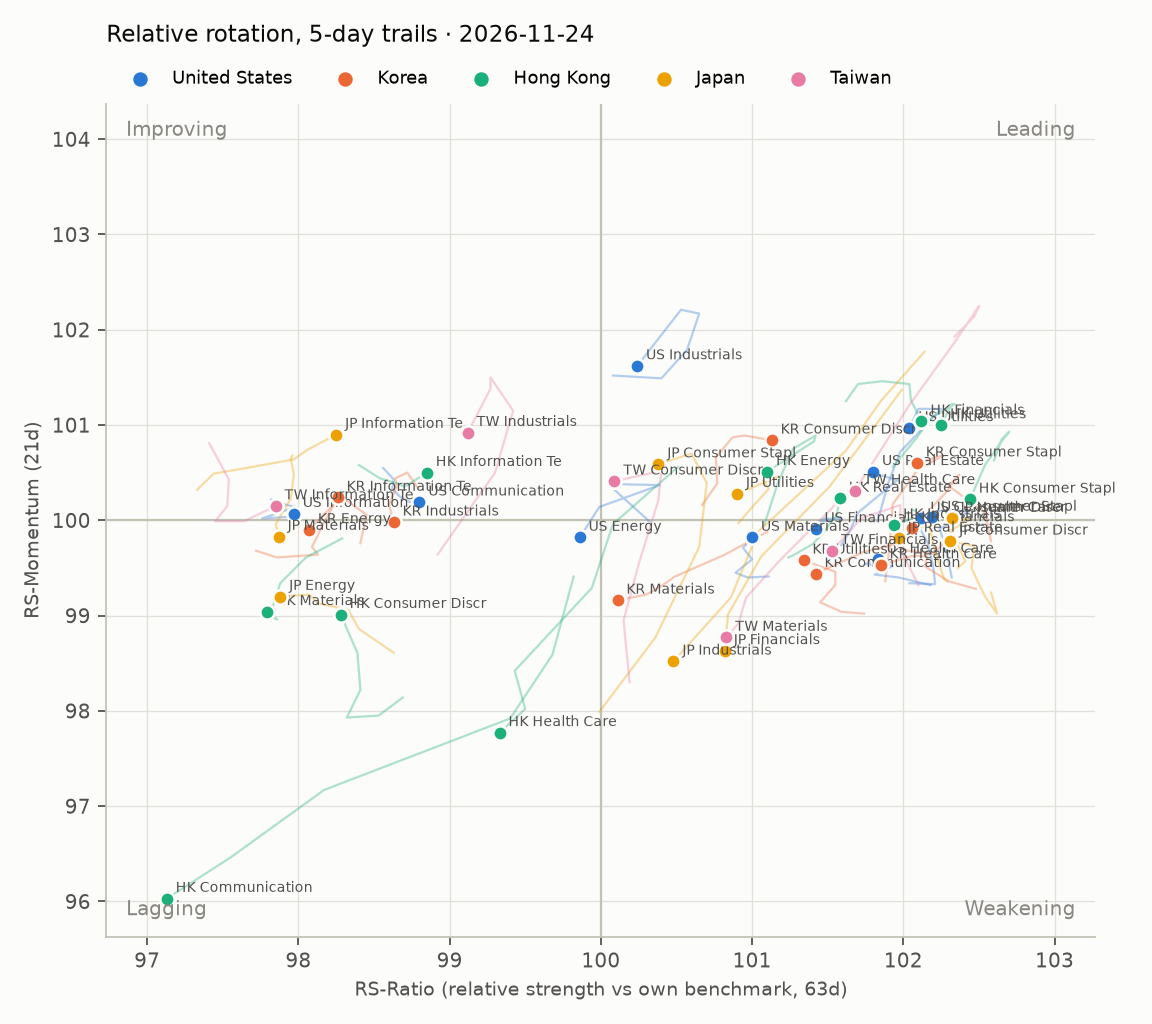 Relative rotation, 5-day trails · 2026-11-24
United States
Korea
Hong Kong
Japan
Taiwan
Improving
Leading
104
103
102
101
100
99
98
97
96
RS-Momentum (21d)
US Industrials
HK Financials
JP Information Te
TW Industrials
KR Consumer Disc
KR Consumer Stapl
JP Consumer Stapl
HK Energy
US Real Estate
HK Information Te
TW Consumer Discr
TW Health Care
JP Utilities
KR Information Te
US Communication
K Real Estate
HK Consumer Stapl
TW Information Te
KR Industrials
KR Energy
US Financials
JP Materials
US Energy
US Materials
JP Real Estate
JP Consumer Discr
TW Financials
KR Health Care
Communication
JP Energy
KR Materials
K Materials
HK Consumer Discr
TW Materials
JP Financials
JP Industrials
HK Health Care
HK Communication
Lagging
Weakening
97
98
99
100
101
102
103
RS-Ratio (relative strength vs own benchmark, 63d)